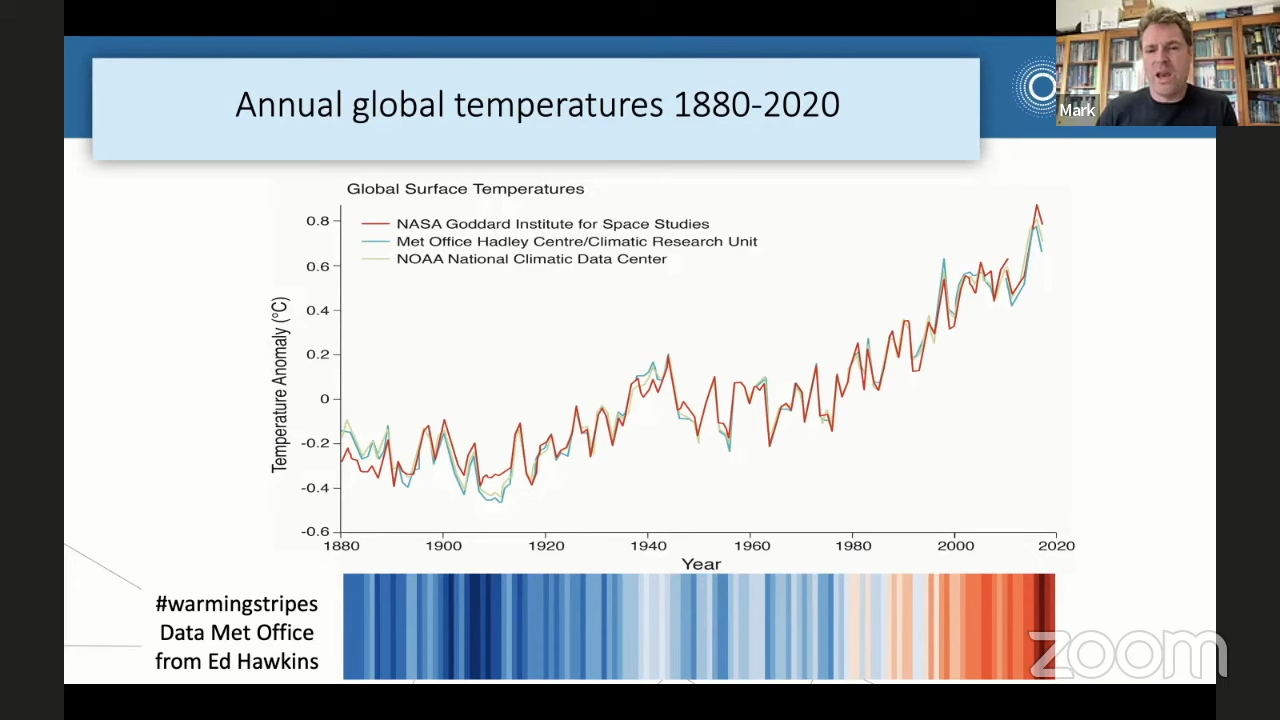 Annual global temperatures 1880-2020
Mark
Global Surface Temperatures
NASA Goddard Institute for Space Studies
Met Office Hadley Centre/Climatic Research Unit
NOAA National Climatic Data Center
Temperature Anomaly (°C)
0.8
0.6
0.4
0.2
0
-0.2
-0.4
-0.6
1880 1900 1920 1940 1960 1980 2000 2020
Year
#warmingstripes
Data Met Office
from Ed Hawkins
zoom